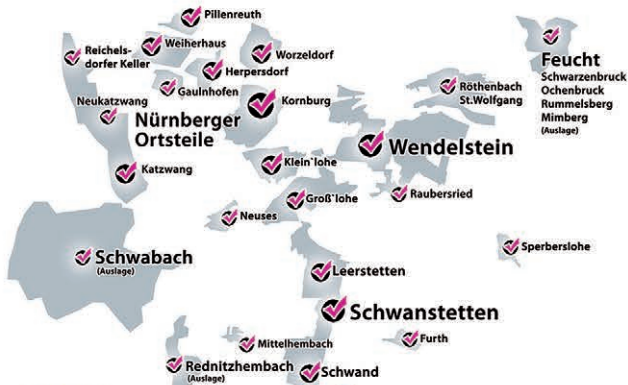 Pillenreuth
Reichels-
dorfer Keller
Weiherhaus
Worzeldorf
Herpersdorf
Gaulnhofen
Neukatzwang
Nürnberger
Ortsteile
Kornburg
Katzwang
Klein`lohe
Groß`lohe
Neuses
Feucht
Schwarzenbruck
Ochenbruck
Rummelsberg
Mimberg
(Auslage)
Röthenbach
St.Wolfgang
Wendelstein
Raubersried
Sperberslohe
Schwabach
(Auslage)
Leerstetten
Schwanstetten
Furth
Mittelhembach
Rednitzhembach
(Auslage)
Schwand